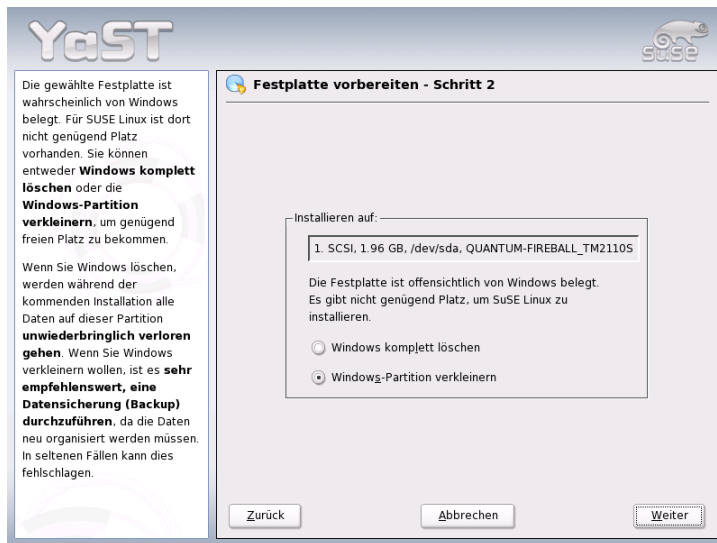 YaST
SUSE
Die gewählte Festplatte ist
wahrscheinlich von Windows
belegt. Für SUSE Linux ist dort
nicht genügend Platz
vorhanden. Sie können
entweder Windows komplett
löschen oder die
Windows-Partition
verkleinern, um genügend
freien Platz zu bekommen.
Wenn Sie Windows löschen,
werden während der
kommenden Installation alle
Daten auf dieser Partition
unwiederbringlich verloren
gehen. Wenn Sie Windows
verkleinern wollen, ist es sehr
empfehlenswert, eine
Datensicherung (Backup)
durchzuführen, da die Daten
neu organisiert werden müssen.
In seltenen Fällen kann dies
fehlschlagen.
Festplatte vorbereiten - Schritt 2
Installieren auf:
1. SCSI, 1.96 GB, /dev/sda, QUANTUM-FIREBALL_TM2110S
Die Festplatte ist offensichtlich von Windows belegt.
Es gibt nicht genügend Platz, um SuSE Linux zu
installieren.
Windows komplett löschen
Windows-Partition verkleinern
Zurück
Abbrechen
Weiter